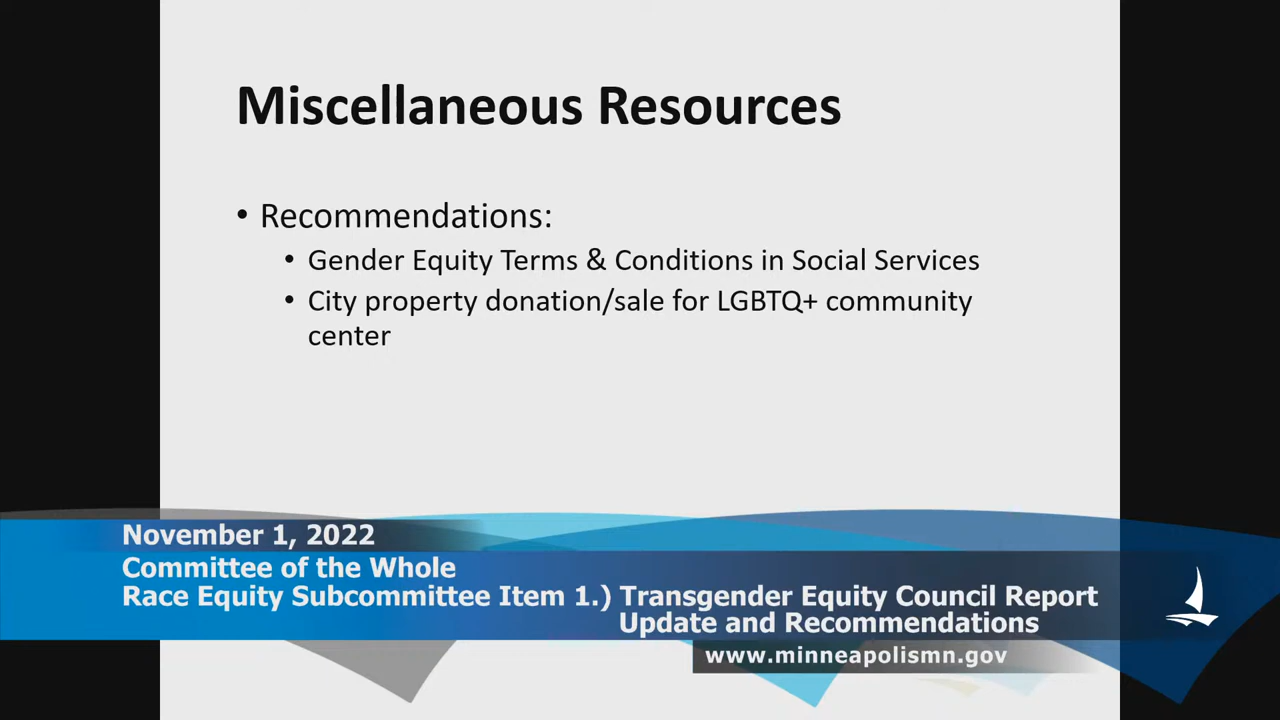 Miscellaneous Resources
• Recommendations:
• Gender Equity Terms & Conditions in Social Services
• City property donation/sale for LGBTQ+ community
center
November 1, 2022
Committee of the Whole
Race Equity Subcommittee Item 1.) Transgender Equity Council Report
Update and Recommendations
www.minneapolismn.gov